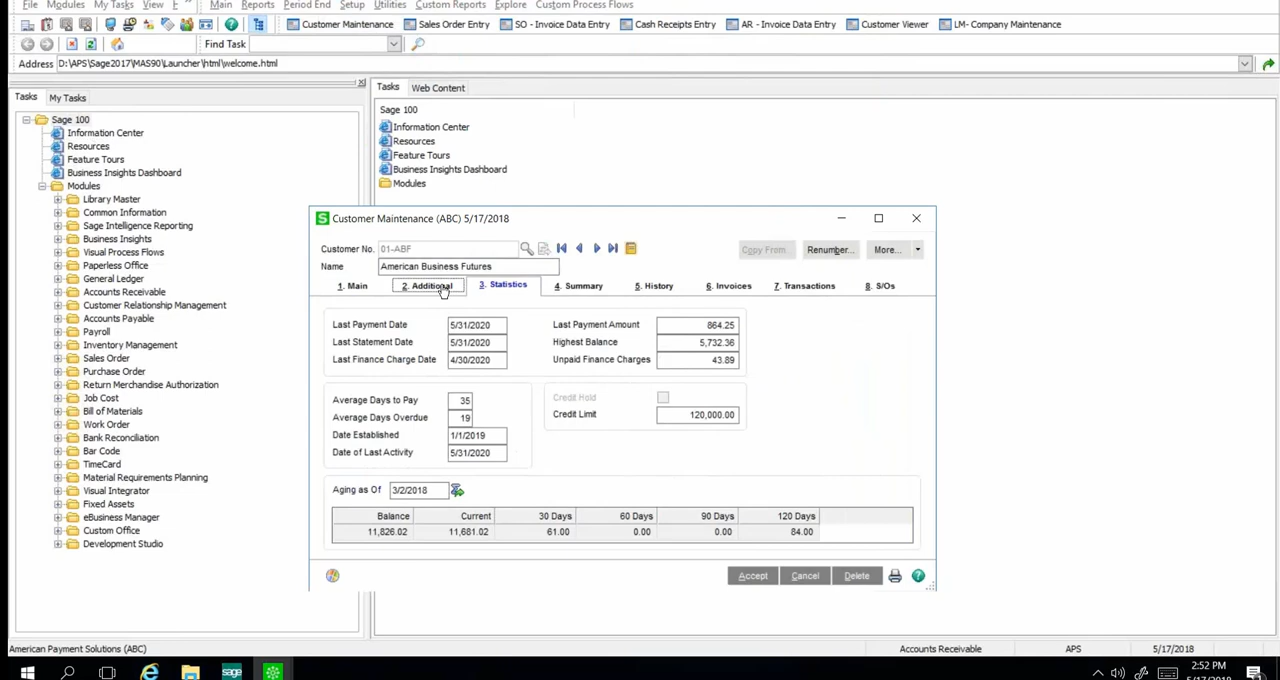 File Modules My Tasks View F Main Reports Period End Setup Utilities Custom Reports Explore Custom Process Functions
Customer Maintenance Sales Order Entry SO - Invoice Data Entry Cash Receipts Entry AR - Invoice Data Entry Customer Viewer LM- Company Maintenance
Find Task
Address D:\APS\Sage2017\MAS90\Launcher\html\welcome.html
Tasks My Tasks
Tasks Web Content
Sage 100
Information Center
Resources
Feature Tours
Business Insights Dashboard
Modules
Library Master
Common Information
Sage Intelligence Reporting
Business Insights
Visual Process Flows
Paperless Office
General Ledger
Accounts Receivable
Customer Relationship Management
Accounts Payable
Payroll
Inventory Management
Sales Order
Purchase Order
Return Merchandise Authorization
Job Cost
Bill of Materials
Work Order
Bank Reconciliation
Bar Code
TimeCard
Material Requirements Planning
Visual Integrator
Fixed Assets
eBusiness Manager
Custom Office
Development Studio
Sage 100
Information Center
Resources
Feature Tours
Business Insights Dashboard
Modules
S Customer Maintenance (ABC) 5/17/2018
Customer No. 01-ABF Copy From... Renumber... More...
Name American Business Futures
1. Main 2. Additional 3. Statistics 4. Summary 5. History 6. Invoices 7. Transactions 8. S/Os
Last Payment Date 5/31/2020 Last Payment Amount 864.25
Last Statement Date 5/31/2020 Highest Balance 5,732.36
Last Finance Charge Date 4/30/2020 Unpaid Finance Charges 43.89
Average Days to Pay 35 Credit Hold
Average Days Overdue 19 Credit Limit 120,000.00
Date Established 1/1/2019
Date of Last Activity 5/31/2020
Aging as Of 3/2/2018
Balance Current 30 Days 60 Days 90 Days 120 Days
11,826.02 11,681.02 61.00 0.00 0.00 84.00
Accept Cancel Delete
American Payment Solutions (ABC) Accounts Receivable APS 5/17/2018
sage 2:52 PM
5/17/2018